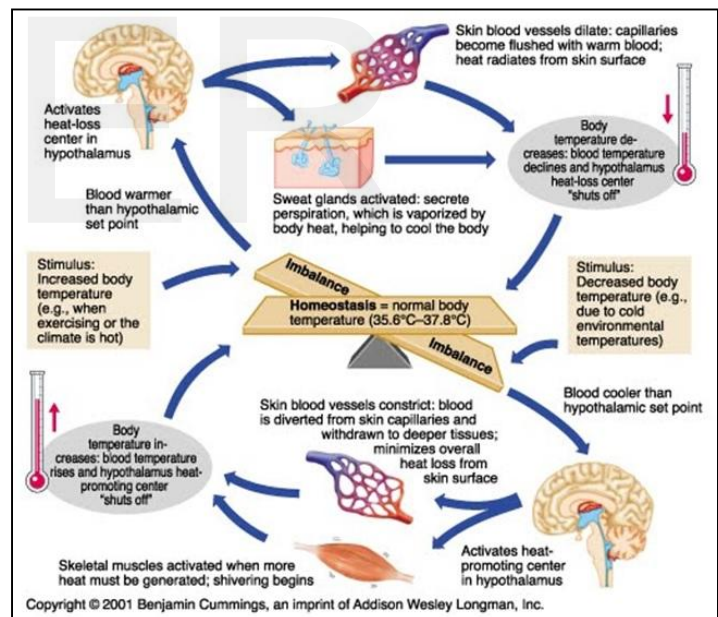 ER
Skin blood vessels dilate: capillaries
become flushed with warm blood;
heat radiates from skin surface
Activates
heat-loss
center in
hypothalamus
Body
temperature de-
creases: blood temperature
declines and hypothalamus
heat-loss center
"shuts off"
Blood warmer
than hypothalamic
set point
Sweat glands activated: secrete
perspiration, which is vaporized by
body heat, helping to cool the body
Stimulus:
Increased body
temperature
(e.g., when
exercising or the
climate is hot)
Imbalance
Homeostasis = normal body
temperature (35.6°C–37.8°C)
Imbalance
Stimulus:
Decreased body
temperature (e.g.,
due to cold
environmental
temperatures)
Blood cooler than
hypothalamic set point
Skin blood vessels constrict: blood
is diverted from skin capillaries and
withdrawn to deeper tissues;
minimizes overall
heat loss from
skin surface
Body
temperature in-
creases: blood temperature
rises and hypothalamus heat-
promoting center
"shuts off"
Activates heat-
promoting center
in hypothalamus
Skeletal muscles activated when more
heat must be generated; shivering begins
Copyright © 2001 Benjamin Cummings, an imprint of Addison Wesley Longman, Inc.